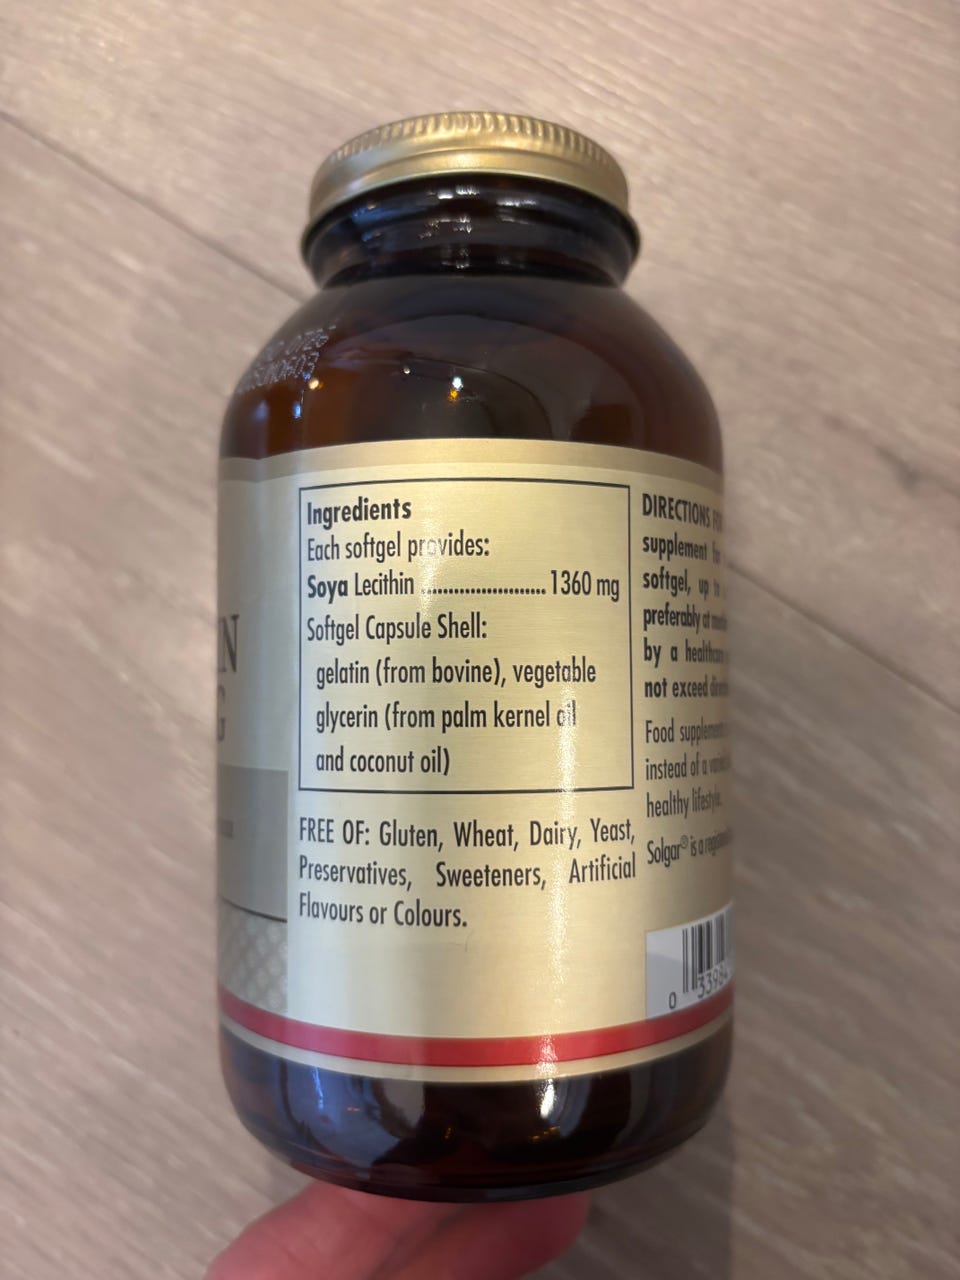 N
Ingredients
Each softgel provides:
Soya Lecithin ........................ 1360 mg
Softgel Capsule Shell:
gelatin (from bovine), vegetable
glycerin (from palm kernel oil
and coconut oil)
FREE OF: Gluten, Wheat, Dairy, Yeast,
Preservatives, Sweeteners, Artificial
Flavours or Colours.
DIRECTIONS
supplement
softgel, up
preferably at
by a
not exceed
Food
instead of a
healthy lifestyle.
Solgar® is a
0 33984